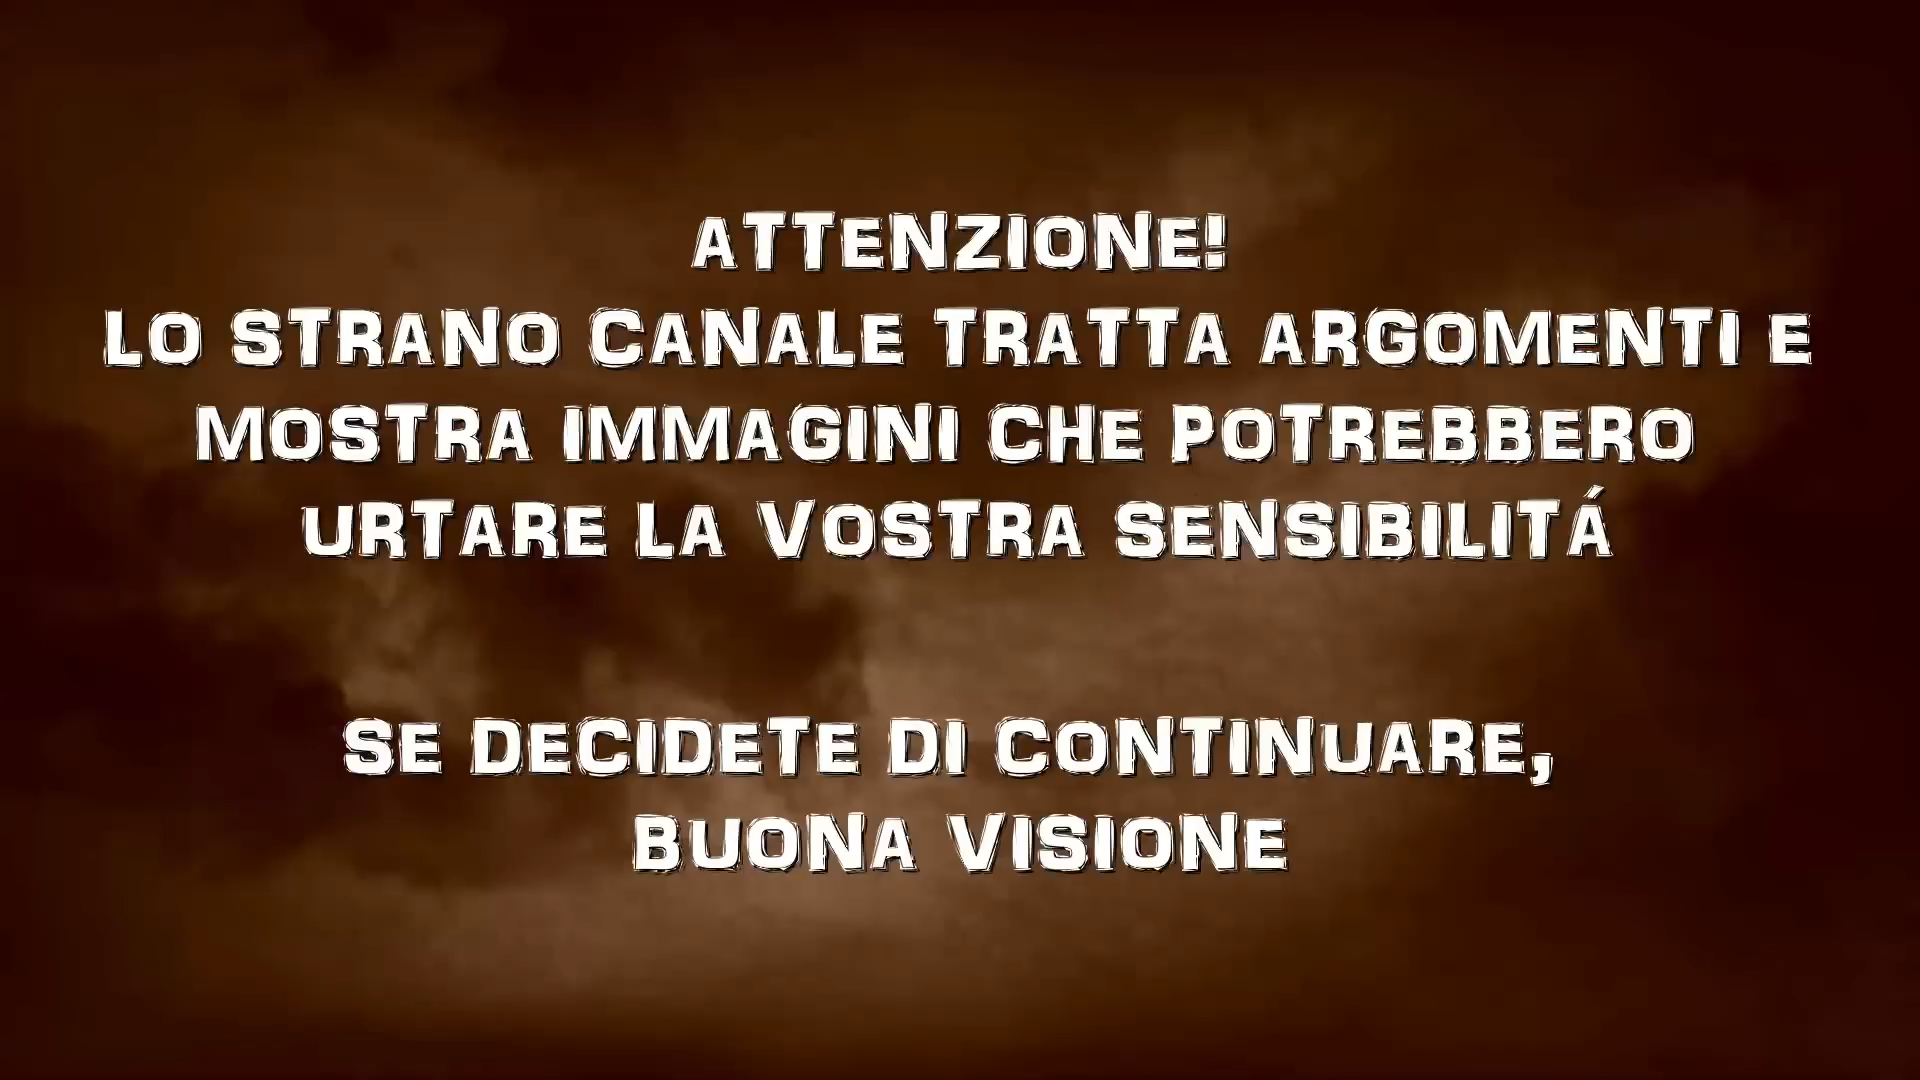 ATTENZIONE!
LO STRANO CANALE TRATTA ARGOMENTI E
MOSTRA IMMAGINI CHE POTREBBERO
URTARE LA VOSTRA SENSIBILITÁ
SE DECIDETE DI CONTINUARE,
BUONA VISIONE